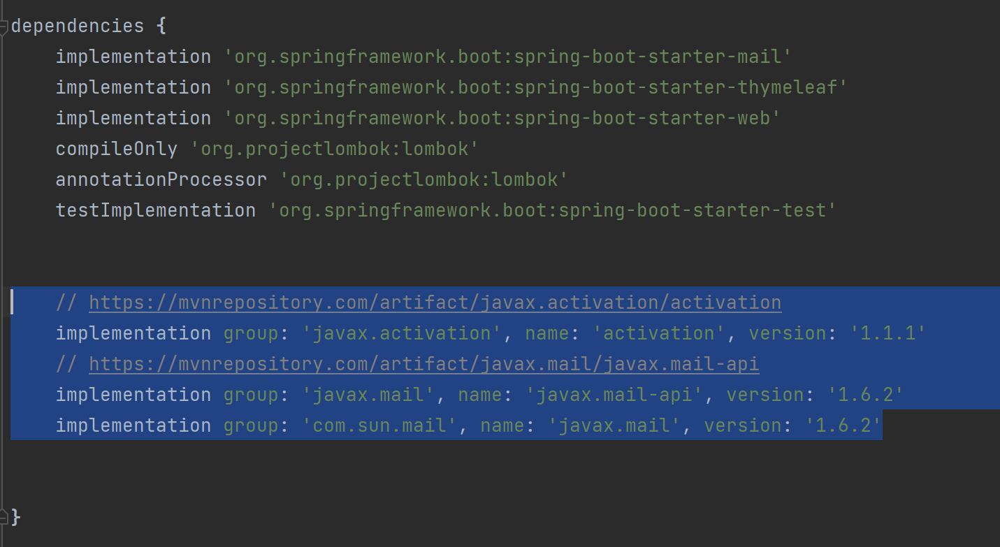 dependencies {
    implementation 'org.springframework.boot:spring-boot-starter-mail'
    implementation 'org.springframework.boot:spring-boot-starter-thymeleaf'
    implementation 'org.springframework.boot:spring-boot-starter-web'
    compileOnly 'org.projectlombok:lombok'
    annotationProcessor 'org.projectlombok:lombok'
    testImplementation 'org.springframework.boot:spring-boot-starter-test'
    // https://mvnrepository.com/artifact/javax.activation/activation
    implementation group: 'javax.activation', name: 'activation', version: '1.1.1'
    // https://mvnrepository.com/artifact/javax.mail/javax.mail-api
    implementation group: 'javax.mail', name: 'javax.mail-api', version: '1.6.2'
    implementation group: 'com.sun.mail', name: 'javax.mail', version: '1.6.2'
}